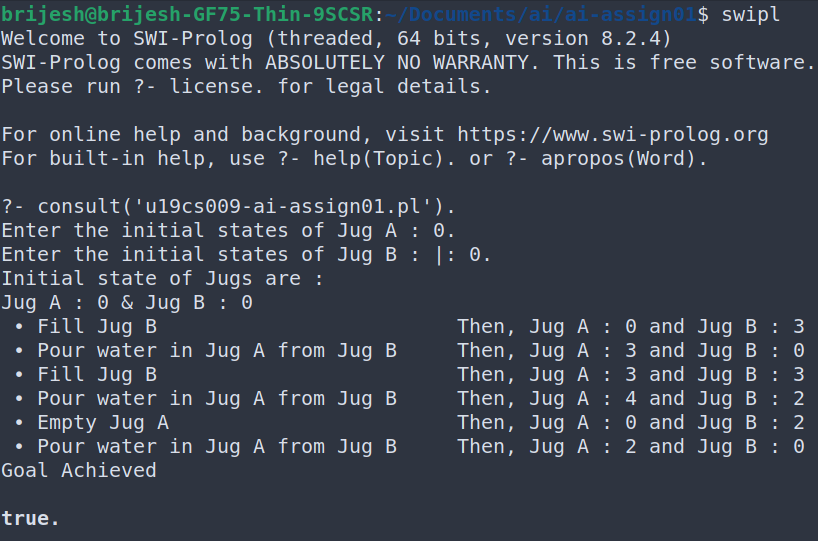 brijesh@brijesh-GF75-Thin-9SCSR:~/Documents/ai/ai-assign01$ swipl
Welcome to SWI-Prolog (threaded, 64 bits, version 8.2.4)
SWI-Prolog comes with ABSOLUTELY NO WARRANTY. This is free software.
Please run ?- license. for legal details.

For online help and background, visit https://www.swi-prolog.org
For built-in help, use ?- help(Topic). or ?- apropos(Word).

?- consult('u19cs009-ai-assign01.pl').
Enter the initial states of Jug A : 0.
Enter the initial states of Jug B : |: 0.
Initial state of Jugs are :
Jug A : 0 & Jug B : 0
 • Fill Jug B                         Then, Jug A : 0 and Jug B : 3
 • Pour water in Jug A from Jug B     Then, Jug A : 3 and Jug B : 0
 • Fill Jug B                         Then, Jug A : 3 and Jug B : 3
 • Pour water in Jug A from Jug B     Then, Jug A : 4 and Jug B : 2
 • Empty Jug A                        Then, Jug A : 0 and Jug B : 2
 • Pour water in Jug A from Jug B     Then, Jug A : 2 and Jug B : 0
Goal Achieved

true.